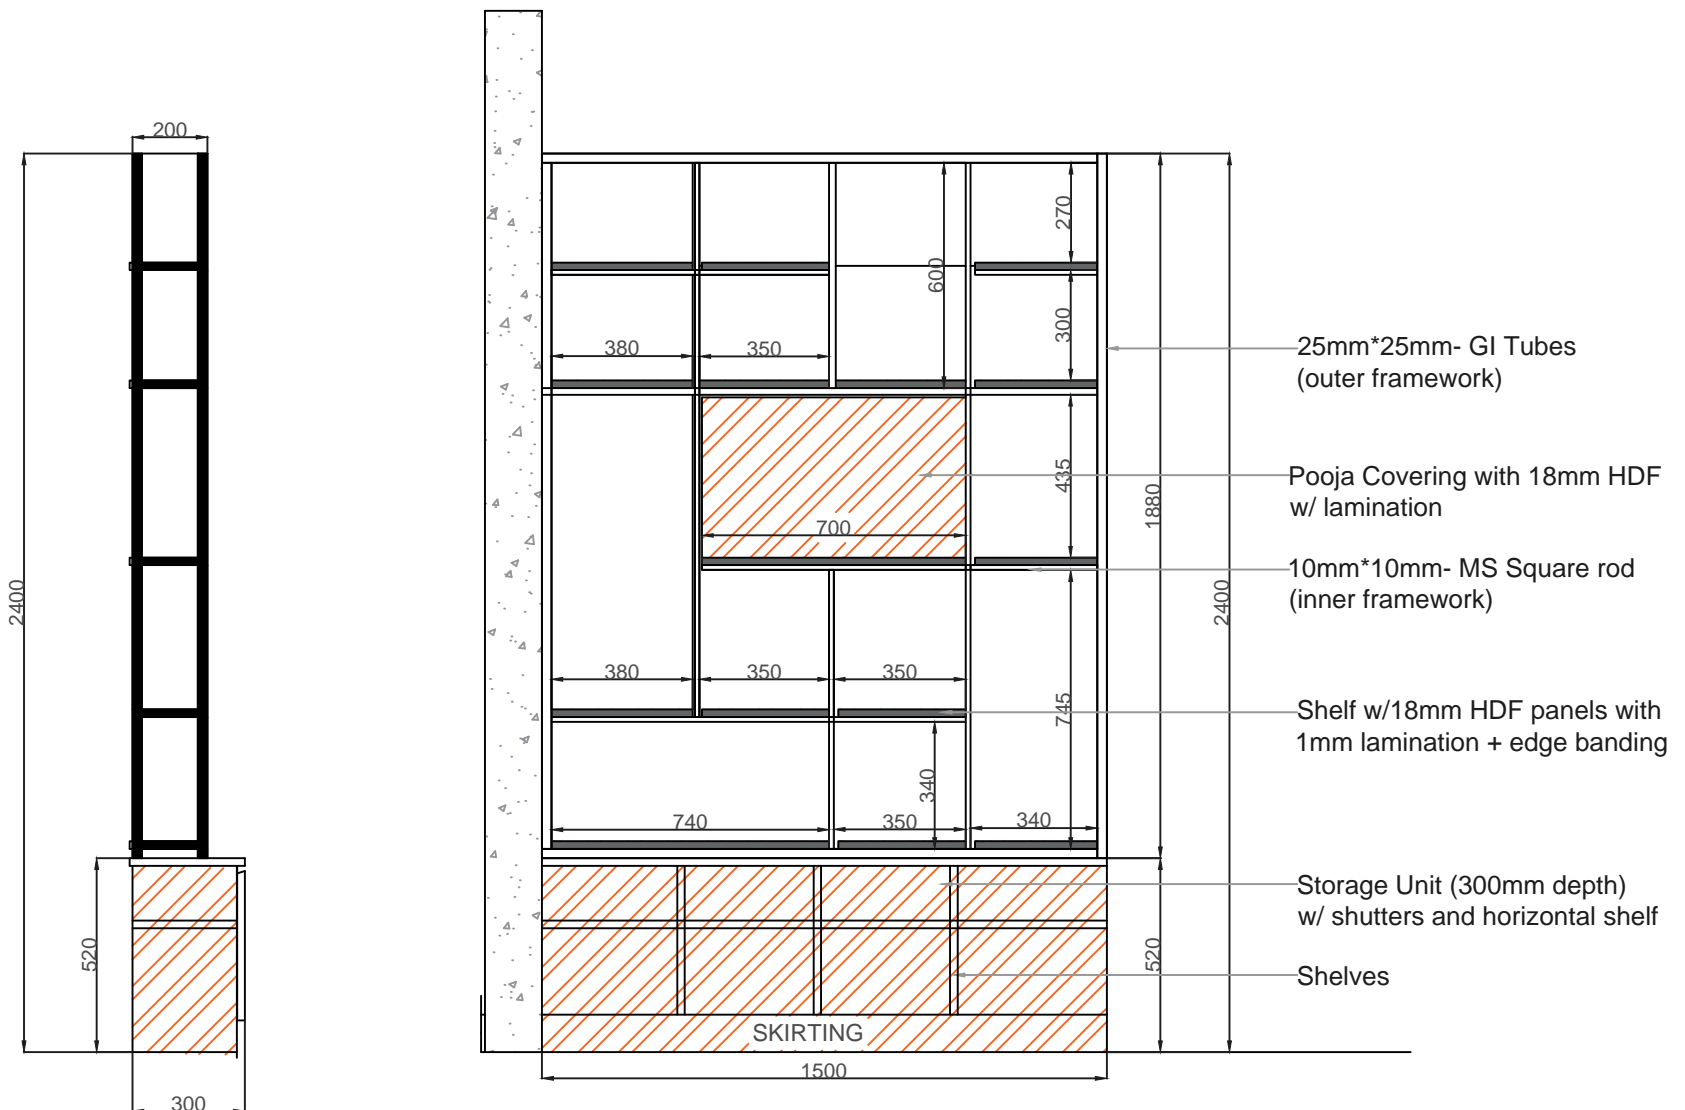 200
2400
520
300
270
600
300
380
350
435
700
1880
2400
380
350
350
745
340
740
350
340
520
SKIRTING
1500
25mm*25mm- GI Tubes
(outer framework)
Pooja Covering with 18mm HDF
w/ lamination
10mm*10mm- MS Square rod
(inner framework)
Shelf w/18mm HDF panels with
1mm lamination + edge banding
Storage Unit (300mm depth)
w/ shutters and horizontal shelf
Shelves